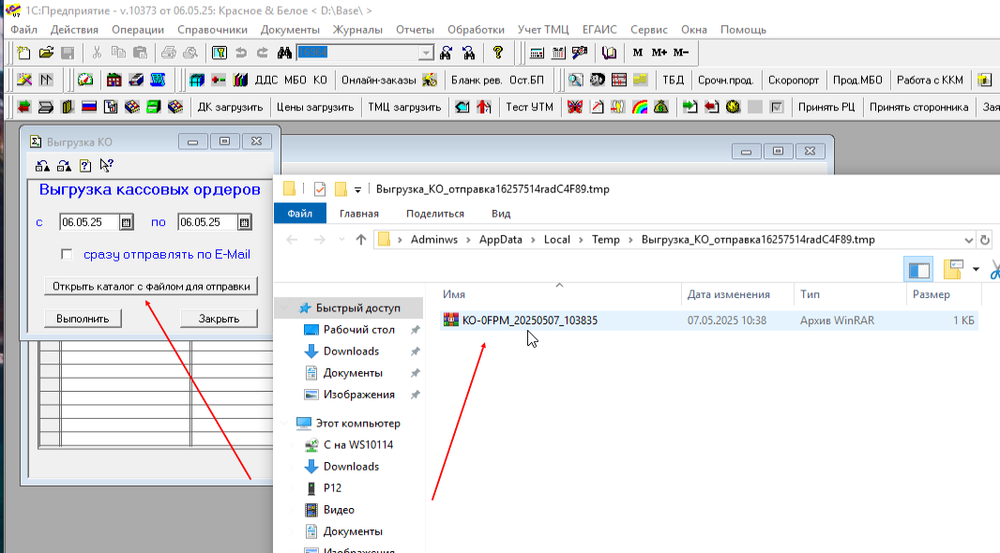 1С:Предприятие - v.10373 от 06.05.25: Красное & Белое < D:\Base\ >
Файл Действия Операции Справочники Документы Журналы Отчеты Обработки Учет ТМЦ ЕГАИС Сервис Окна Помощь
M M+ M−
ДДС МБО КО Онлайн-заказы Бланк рев. Ост.БП ТБД Срочн.прод. Скоропорт Прод.МБО Работа с ККМ
ДК загрузить Цены загрузить ТМЦ загрузить Тест УТМ Принять РЦ Принять сторонника Зая
Выгрузка КО
Выгрузка кассовых ордеров
с 06.05.25 по 06.05.25
сразу отправлять по E-Mail
Открыть каталог с файлом для отправки
Выполнить Закрыть
Выгрузка_КО_отправка16257514radC4F89.tmp
Файл Главная Поделиться Вид
Adminws AppData Local Temp Выгрузка_КО_отправка16257514radC4F89.tmp
Имя Дата изменения Тип Размер
КО-0FPM_20250507_103835 07.05.2025 10:38 Архив WinRAR 1 КБ
Быстрый доступ
Рабочий стол
Downloads
Документы
Изображения
Этот компьютер
С на WS10114
Downloads
P12
Видео
Документы
Изображения